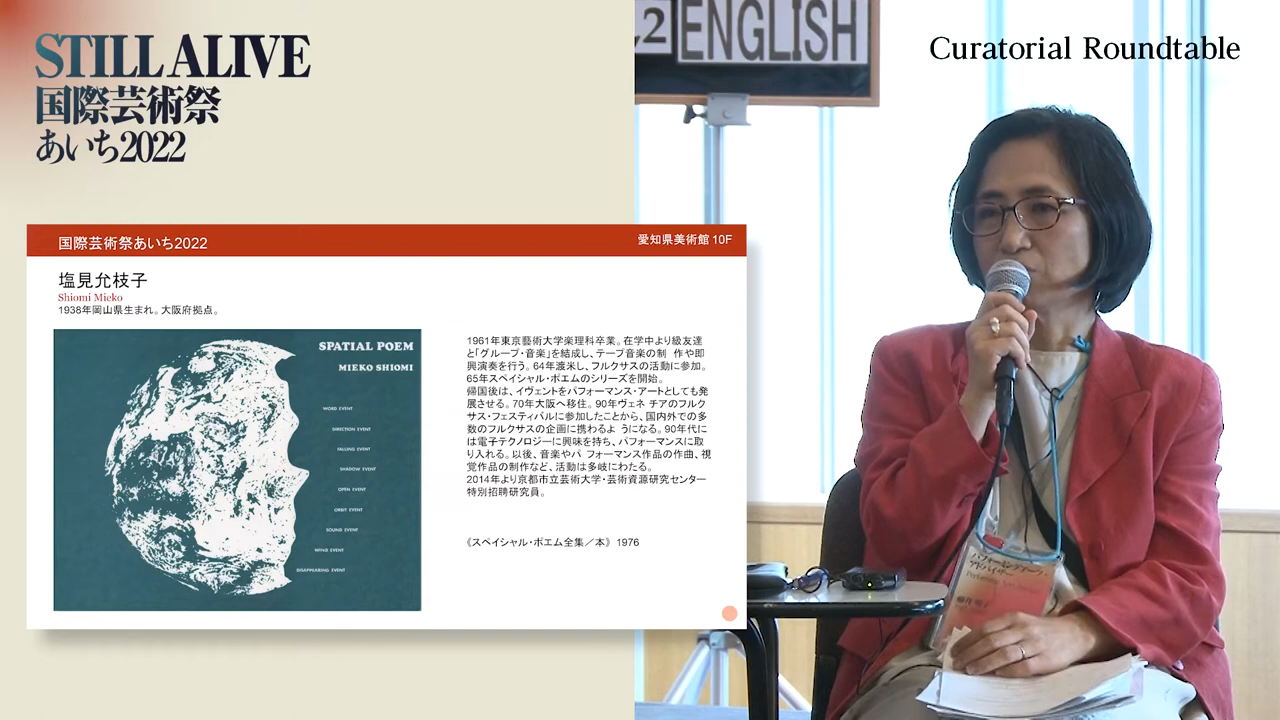 STILL ALIVE
国際芸術祭
あいち2022
2 ENGLISH
Curatorial Roundtable
国際芸術祭あいち2022
愛知県美術館 10F
塩見允枝子
Shiomi Mieko
1938年岡山県生まれ。大阪府拠点。
SPATIAL POEM
MIEKO SHIOMI
WORD EVENT
DIRECTION EVENT
FALLING EVENT
SHADOW EVENT
OPEN EVENT
ORBIT EVENT
SOUND EVENT
WIND EVENT
DISAPPEARING EVENT
1961年東京藝術大学楽理科卒業。在学中より級友達
と「グループ・音楽」を結成し、テープ音楽の制 作や即
興演奏を行う。64年渡米し、フルクサスの活動に参加。
65年スペイシャル・ポエムのシリーズを開始。
帰国後は、イヴェントをパフォーマンス・アートとしても発
展させる。70年大阪へ移住。90年ヴェネ チアのフルク
サス・フェスティバルに参加したことから、国内外での多
数のフルクサスの企画に携わるよ うになる。90年代に
は電子テクノロジーに興味を持ち、パフォーマンスに取
り入れる。以後、音楽やパ フォーマンス作品の作曲、視
覚作品の制作など、活動は多岐にわたる。
2014年より京都市立芸術大学・芸術資源研究センター
特別招聘研究員。
《スペイシャル・ポエム全集／本》 1976
パフォーミングアーツ・
アドバイザー